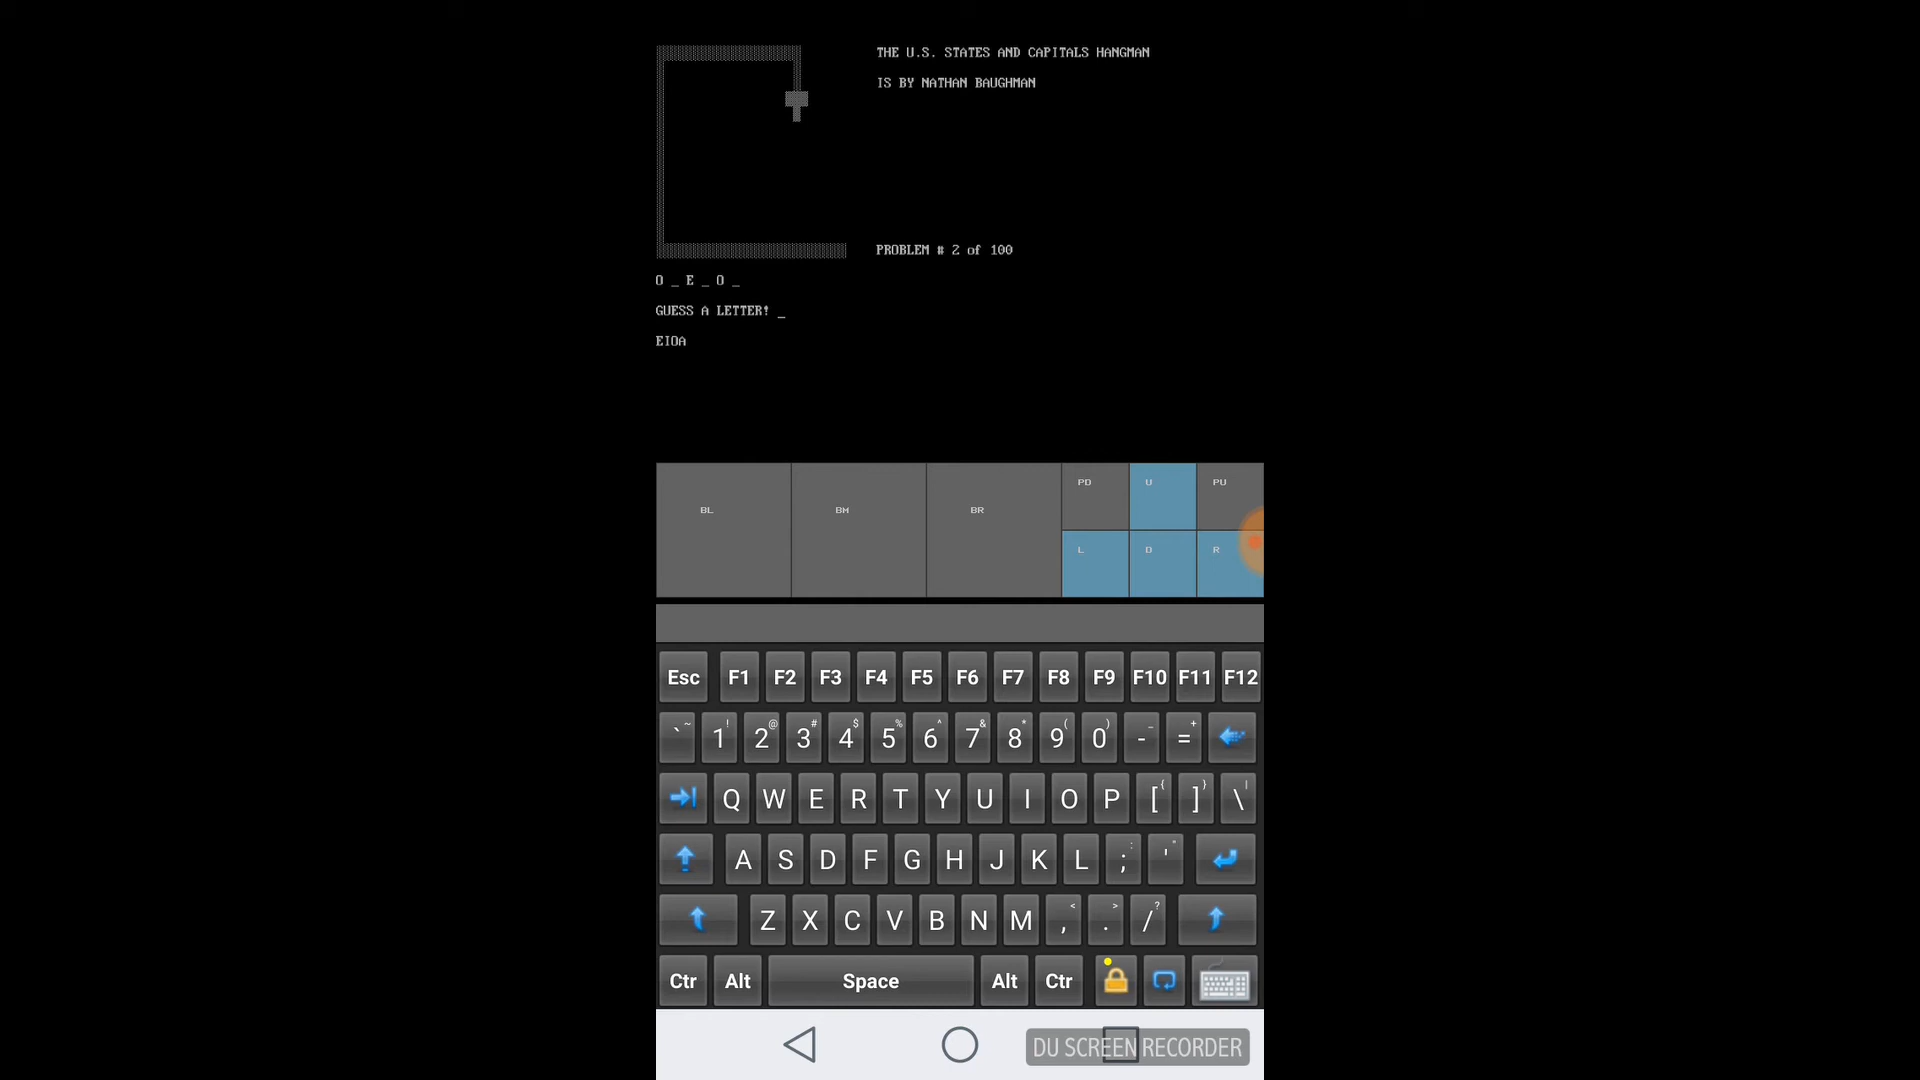 THE U.S. STATES AND CAPITALS HANGMAN
IS BY NATHAN BAUGHMAN
PROBLEM # 2 of 100
O _ E _ O _
GUESS A LETTER! _
EIOA
BL BM BR PD U PU
L D R
Esc F1 F2 F3 F4 F5 F6 F7 F8 F9 F10 F11 F12
` ~ 1 ! 2 @ 3 # 4 $ 5 % 6 ^ 7 & 8 * 9 ( 0 ) - _ = +
Q W E R T Y U I O P [ { ] } \ |
A S D F G H J K L ; : ' "
Z X C V B N M , < . > / ?
Ctr Alt Space Alt Ctr
DU SCREEN RECORDER